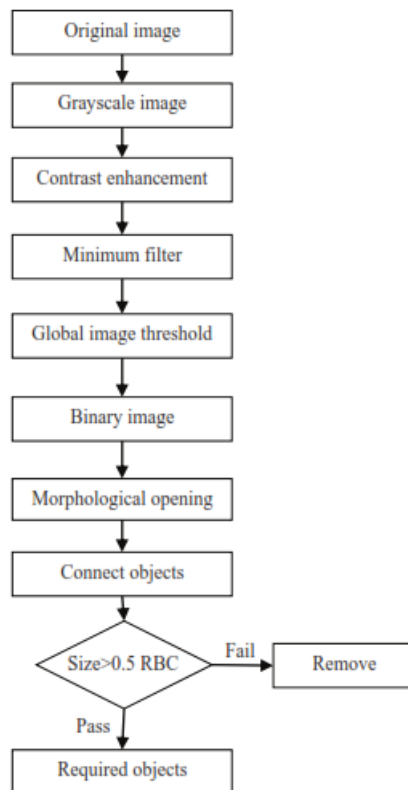 Original image
Grayscale image
Contrast enhancement
Minimum filter
Global image threshold
Binary image
Morphological opening
Connect objects
Size>0.5 RBC
Fail
Remove
Pass
Required objects